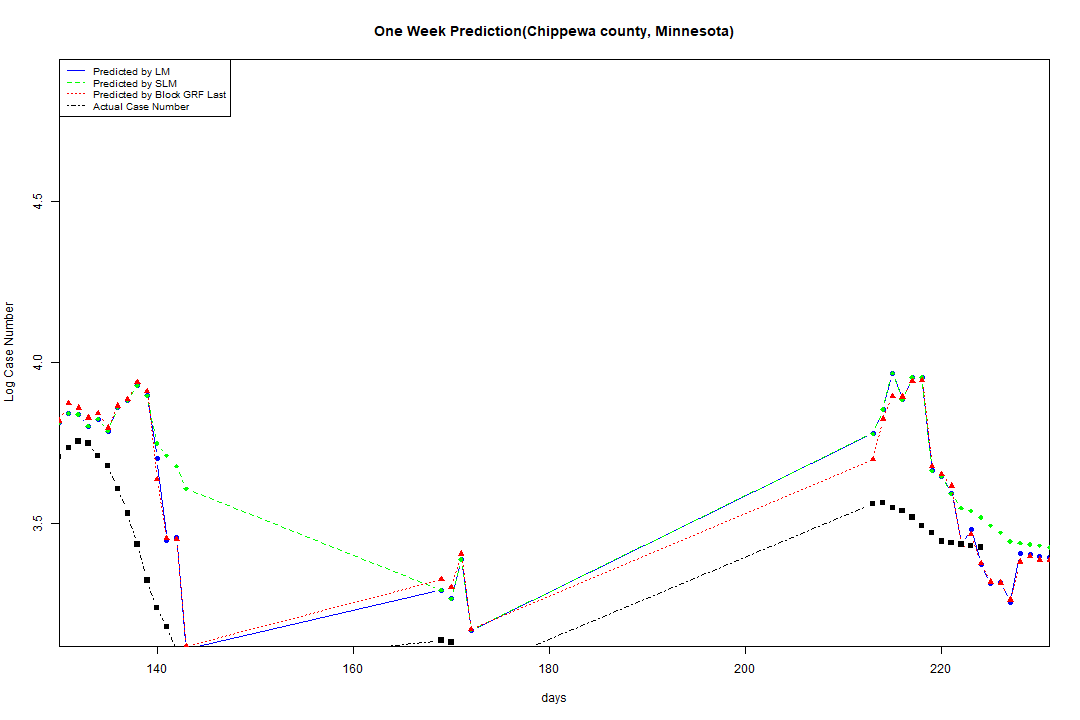 One Week Prediction(Chippewa county, Minnesota)
Predicted by LM
Predicted by SLM
Predicted by Block GRF Last
Actual Case Number
4.5
4.0
3.5
Log Case Number
140 160 180 200 220
days